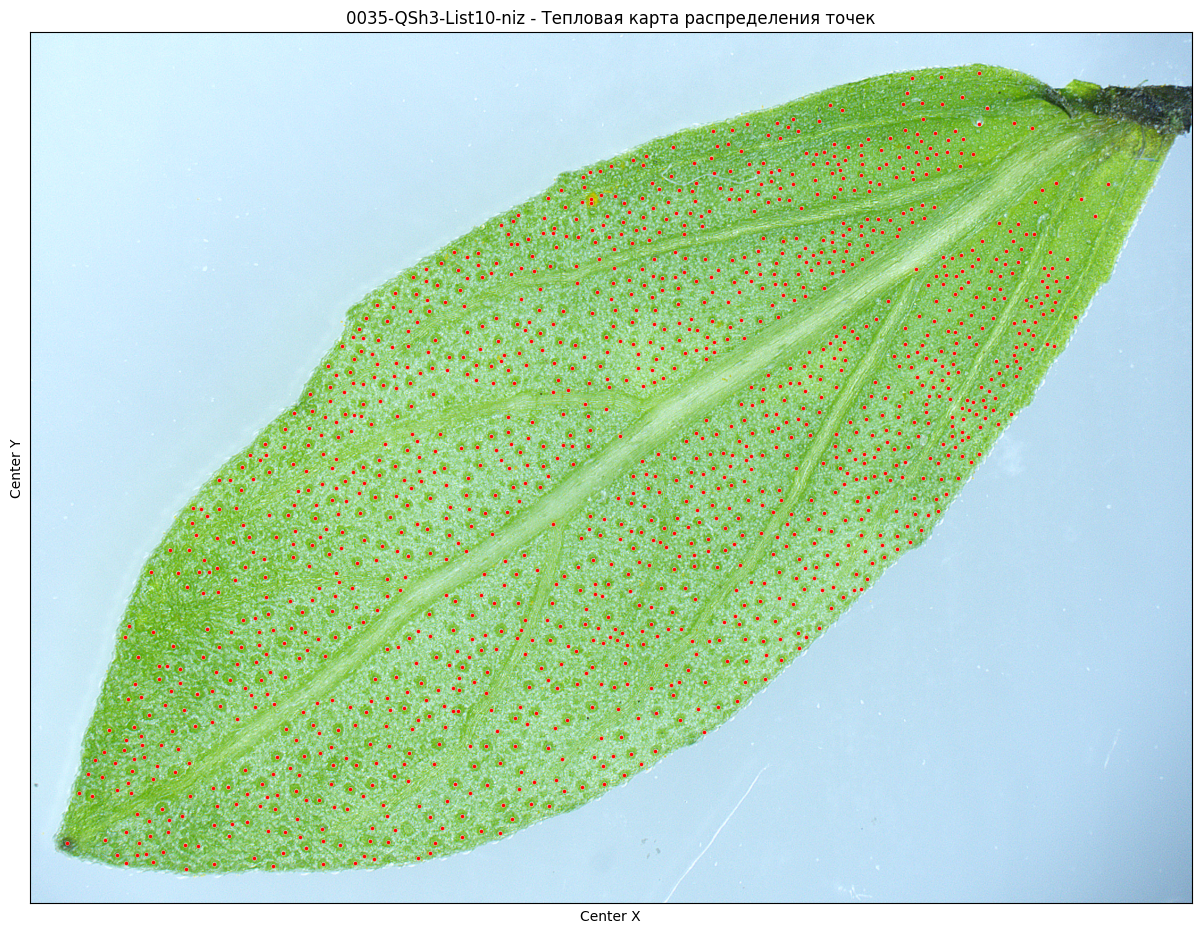 0035-QSh3-List10-niz - Тепловая карта распределения точек
Center Y
Center X